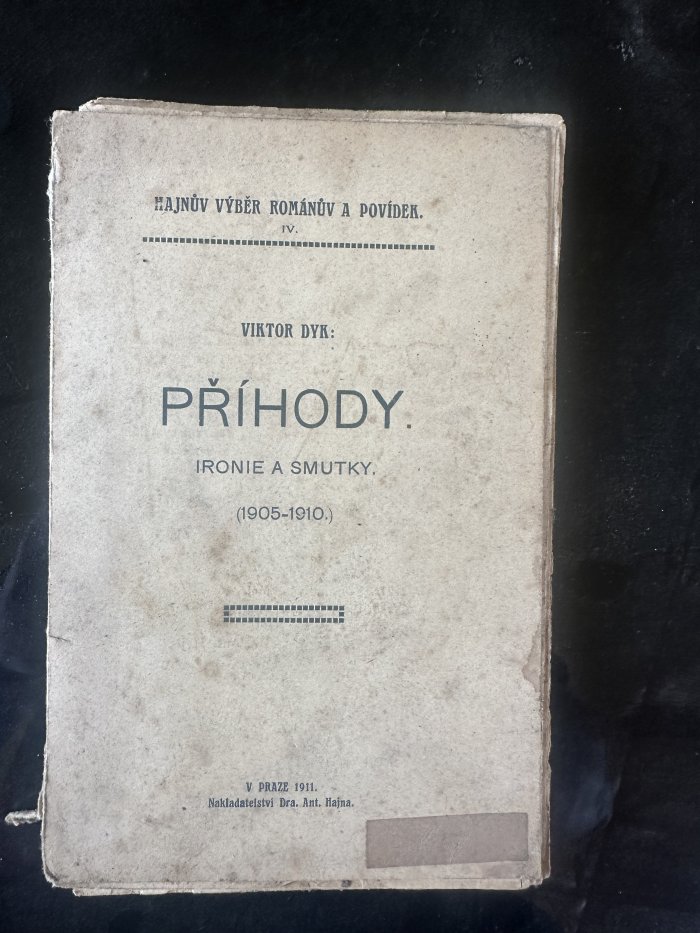 HAJNŮV VÝBĚR ROMÁNŮV A POVÍDEK.
IV.
VIKTOR DYK:
PŘÍHODY.
IRONIE A SMUTKY.
(1905-1910.)
V PRAZE 1911.
Nakladatelství Dra. Ant. Hajna.